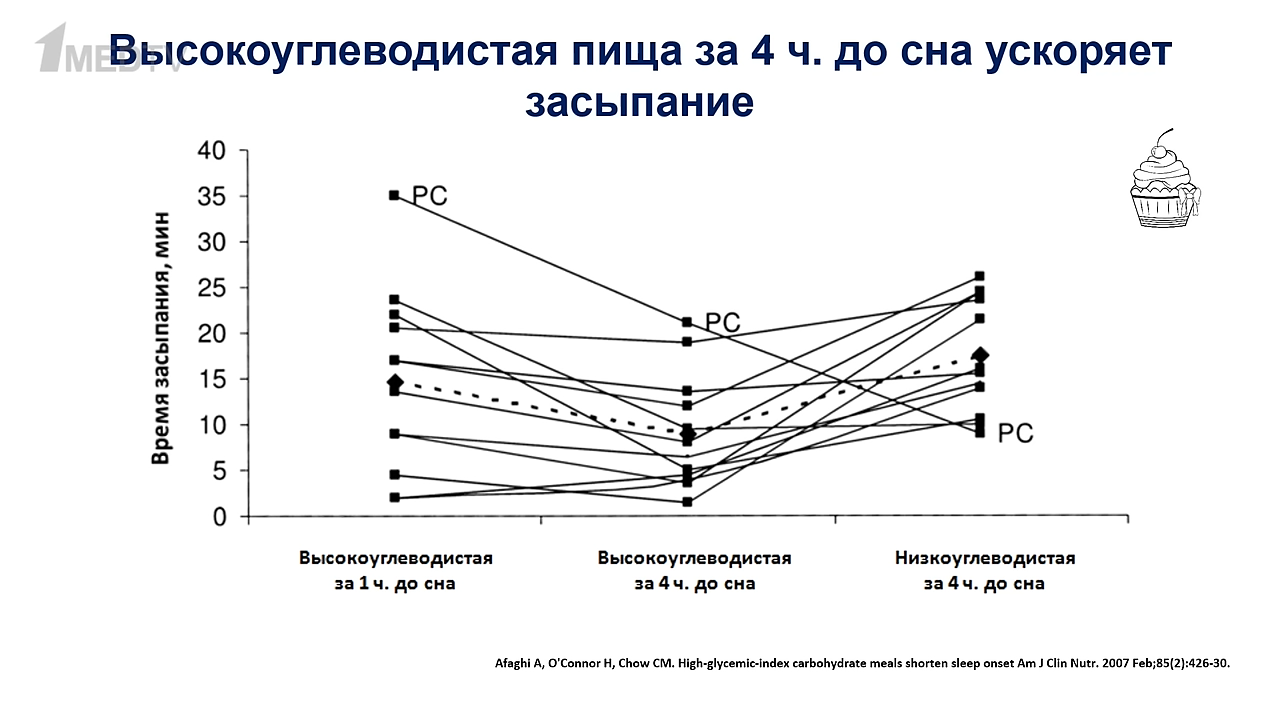 1MEDTV
Высокоуглеводистая пища за 4 ч. до сна ускоряет
засыпание
Время засыпания, мин
40
35
30
25
20
15
10
5
0
PC
PC
PC
Высокоуглеводистая
за 1 ч. до сна
Высокоуглеводистая
за 4 ч. до сна
Низкоуглеводистая
за 4 ч. до сна
Afaghi A, O'Connor H, Chow CM. High-glycemic-index carbohydrate meals shorten sleep onset Am J Clin Nutr. 2007 Feb;85(2):426-30.